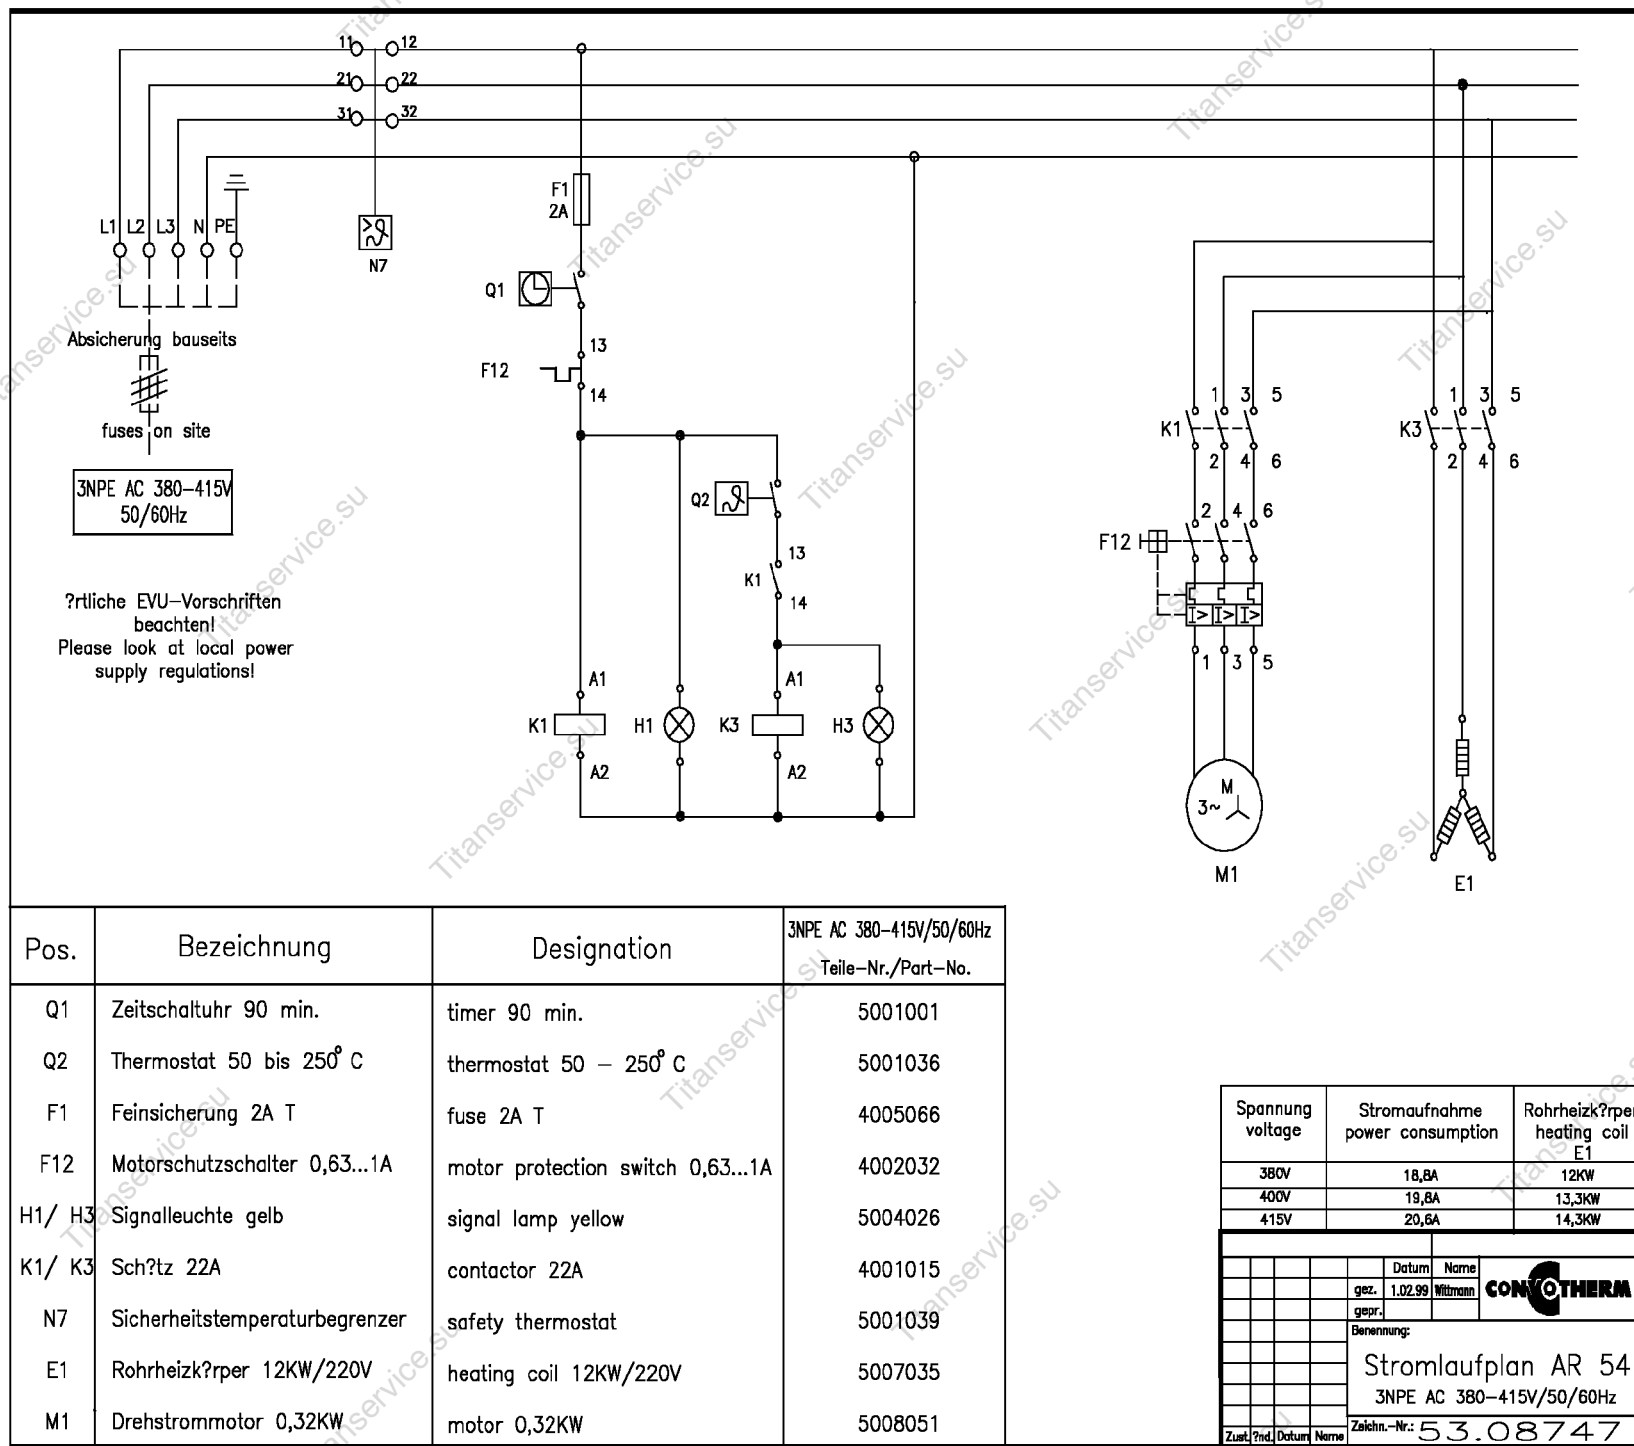 11 12
21 22
31 32
L1 L2 L3 N PE
N7
Absicherung bauseits
fuses on site
3NPE AC 380-415V
50/60Hz
?rtliche EVU-Vorschriften
beachten!
Please look at local power
supply regulations!
F1
2A
Q1
13
F12
14
Q2
13
K1
14
A1
A1
K1
H1
K3
H3
A2
A2
1 3 5
K1
2 4 6
1 3 5
K3
2 4 6
2 4 6
F12
I> I> I>
1 3 5
M
3~
M1
E1
Pos. Bezeichnung Designation 3NPE AC 380-415V/50/60Hz
Teile-Nr./Part-No.
Q1 Zeitschaltuhr 90 min. timer 90 min. 5001001
Q2 Thermostat 50 bis 250° C thermostat 50 - 250° C 5001036
F1 Feinsicherung 2A T fuse 2A T 4005066
F12 Motorschutzschalter 0,63...1A motor protection switch 0,63...1A 4002032
H1/ H3 Signalleuchte gelb signal lamp yellow 5004026
K1/ K3 Sch?tz 22A contactor 22A 4001015
N7 Sicherheitstemperaturbegrenzer safety thermostat 5001039
E1 Rohrheizk?rper 12KW/220V heating coil 12KW/220V 5007035
M1 Drehstrommotor 0,32KW motor 0,32KW 5008051
Spannung Stromaufnahme Rohrheizk?rper
voltage power consumption heating coil
E1
380V 18,8A 12KW
400V 19,8A 13,3KW
415V 20,6A 14,3KW
Datum Name
gez. 1.02.99 Wittmann
gepr.
CONVOTHERM
Benennung:
Stromlaufplan AR 54
3NPE AC 380-415V/50/60Hz
Zust. ?nd. Datum Name
Zeichn.-Nr.: 53.08747
Titanservice.su